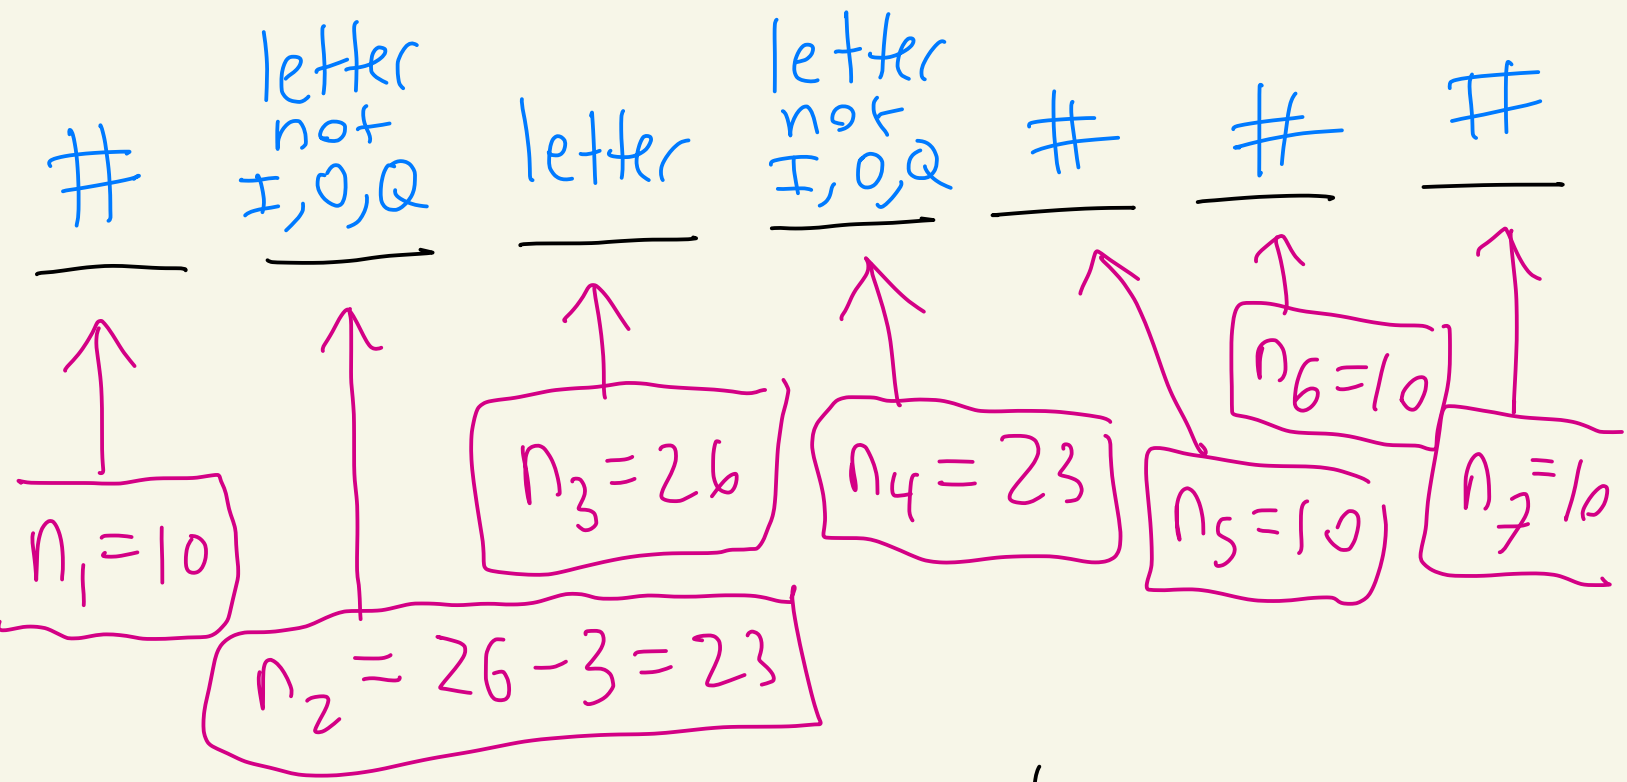 #
letter
not
I, O, Q
letter
letter
not
I, O, Q
#
#
#
n₁ = 10
n₂ = 26 - 3 = 23
n₃ = 26
n₄ = 23
n₅ = 10
n₆ = 10
n₇ = 10